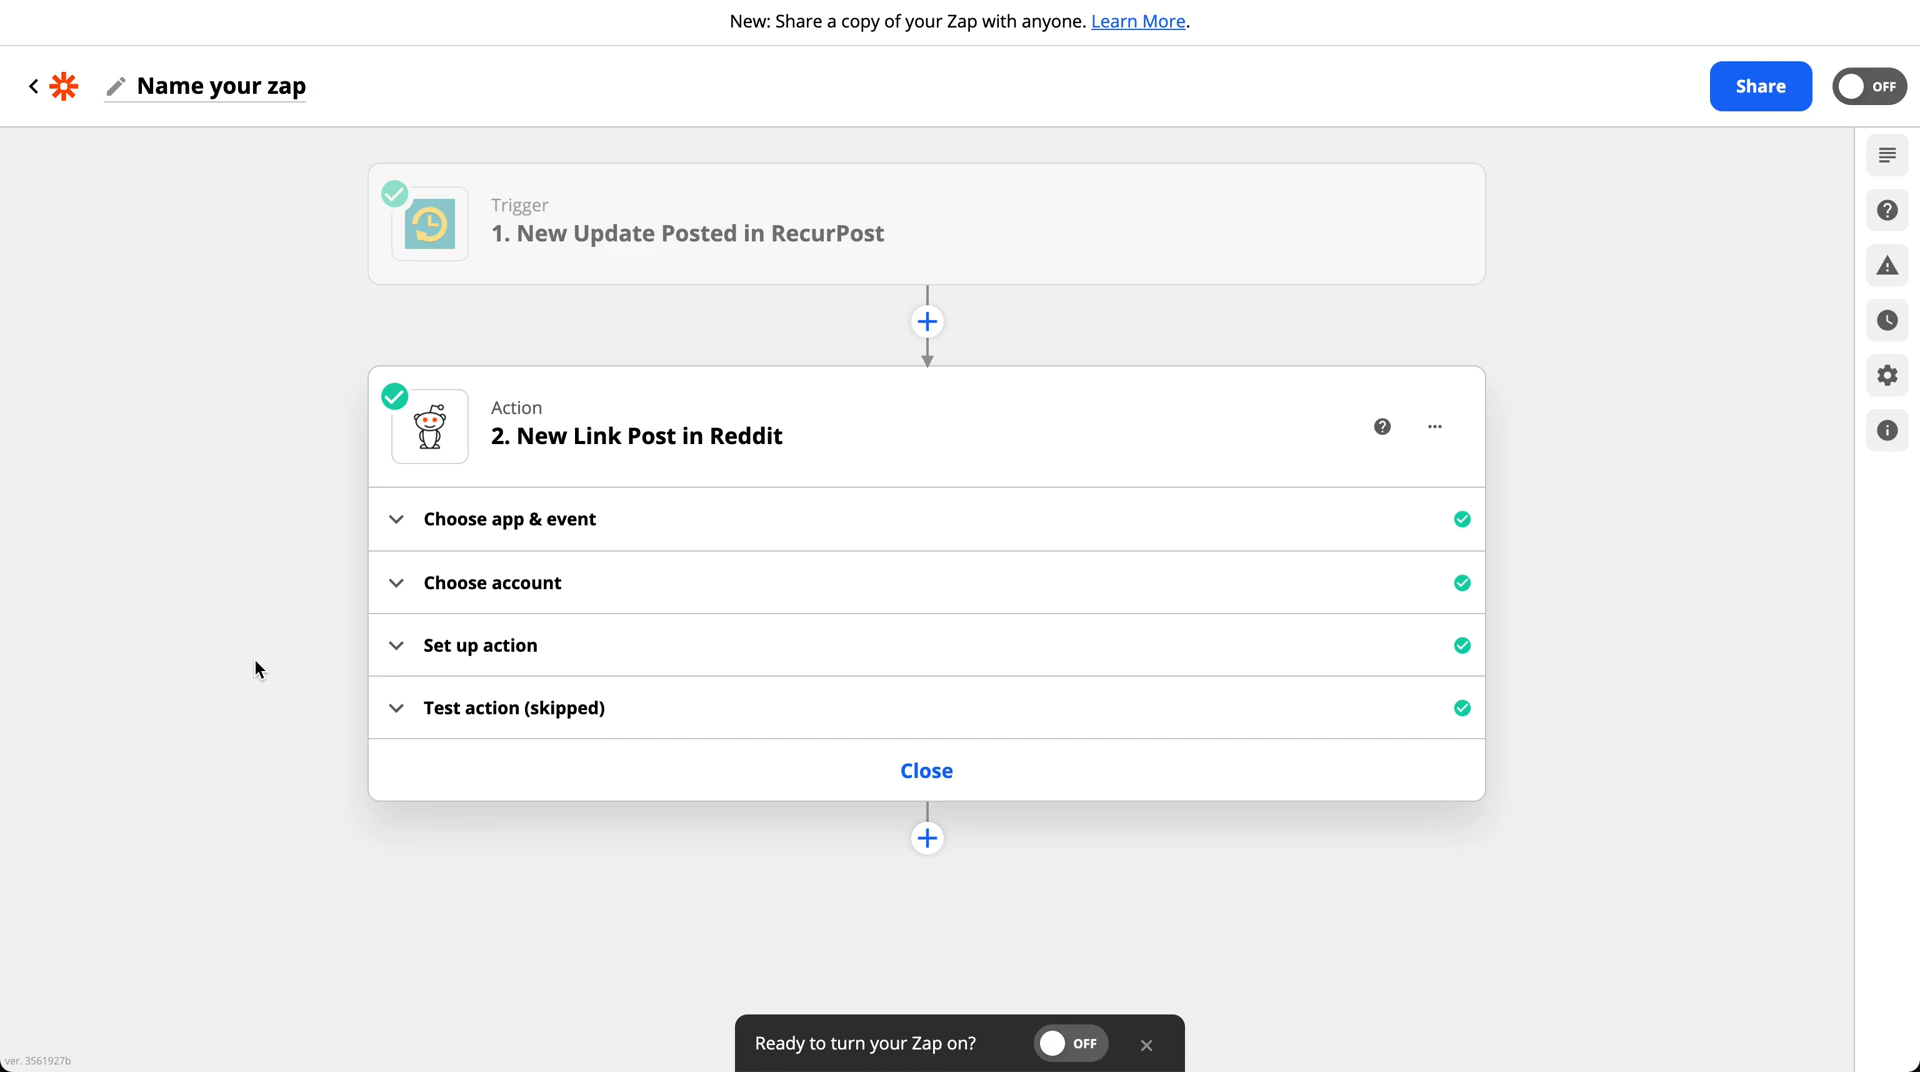 New: Share a copy of your Zap with anyone. Learn More.
Name your zap
Share
OFF
Trigger
1. New Update Posted in RecurPost
Action
2. New Link Post in Reddit
Choose app & event
Choose account
Set up action
Test action (skipped)
Close
Ready to turn your Zap on?
OFF
ver. 3561927b